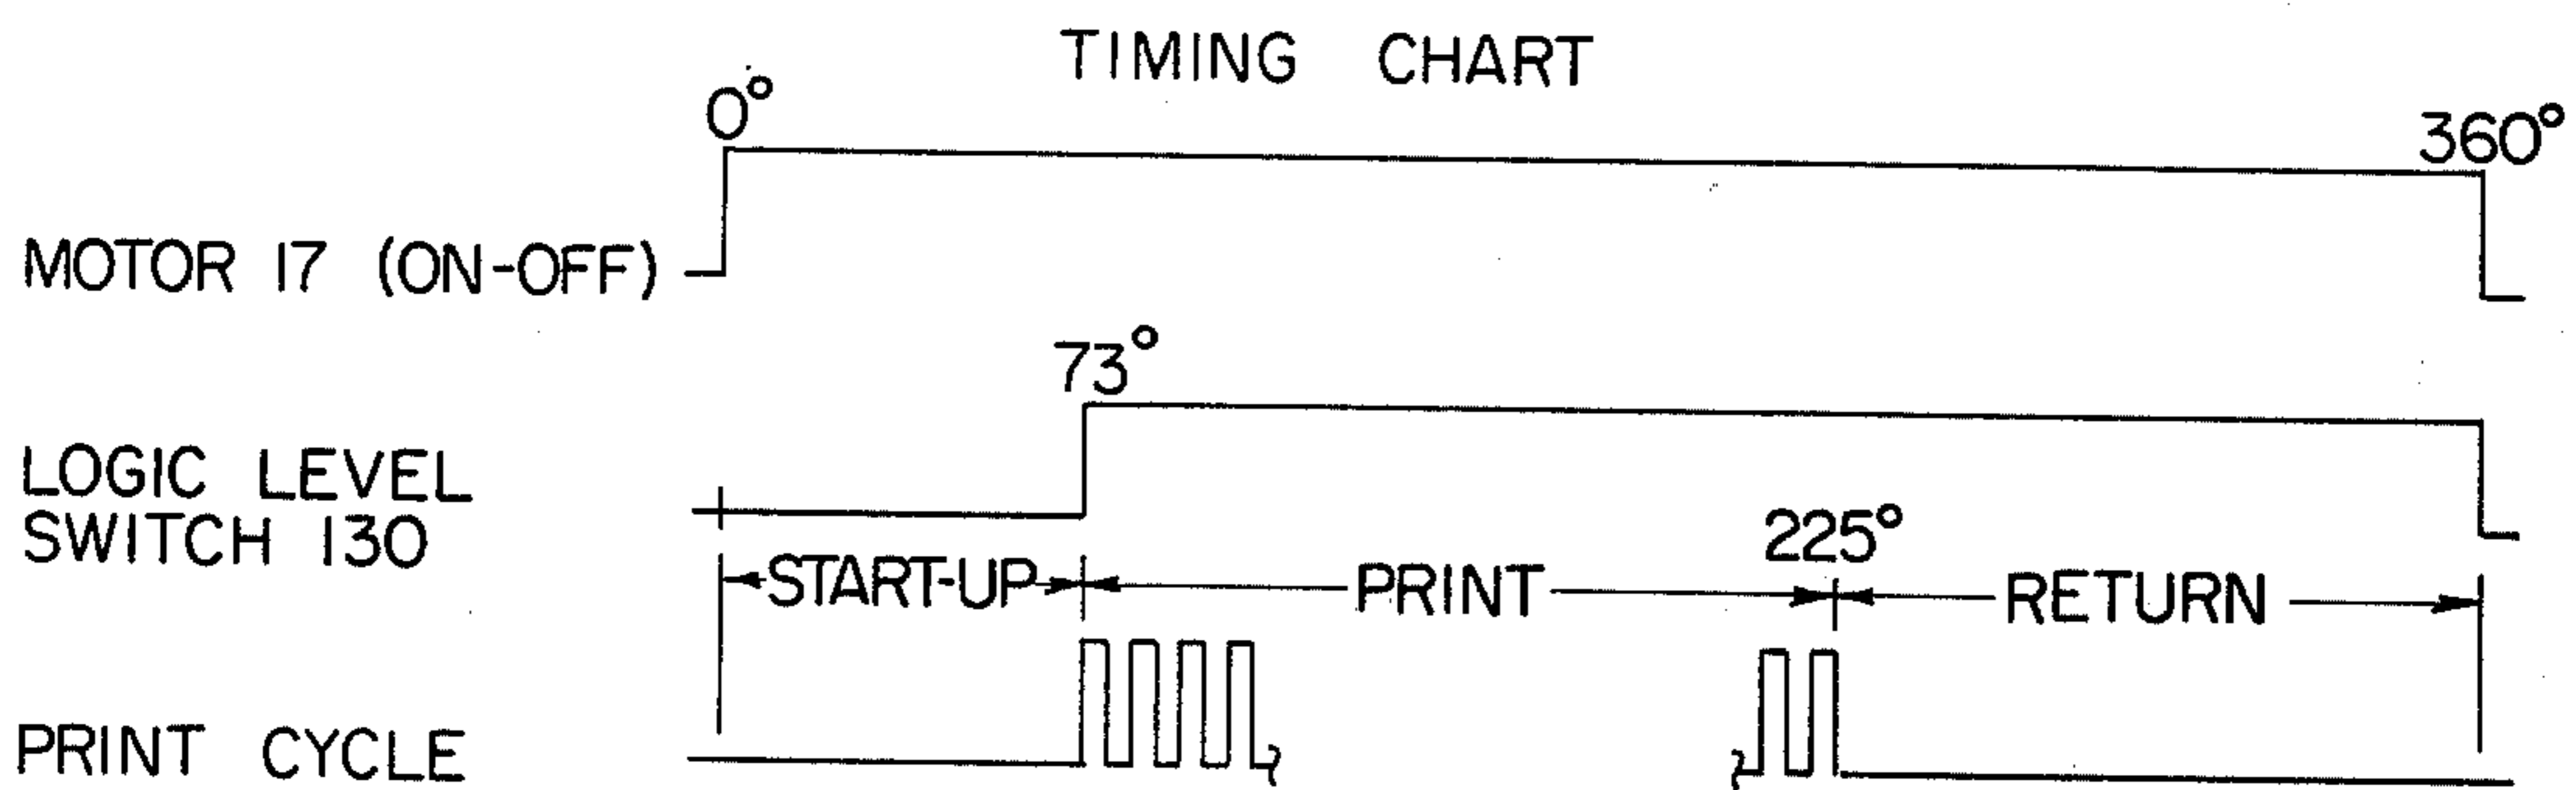 TIMING CHART
0°
360°
MOTOR 17 (ON-OFF)
73°
LOGIC LEVEL
SWITCH 130
225°
START-UP
PRINT
RETURN
PRINT CYCLE